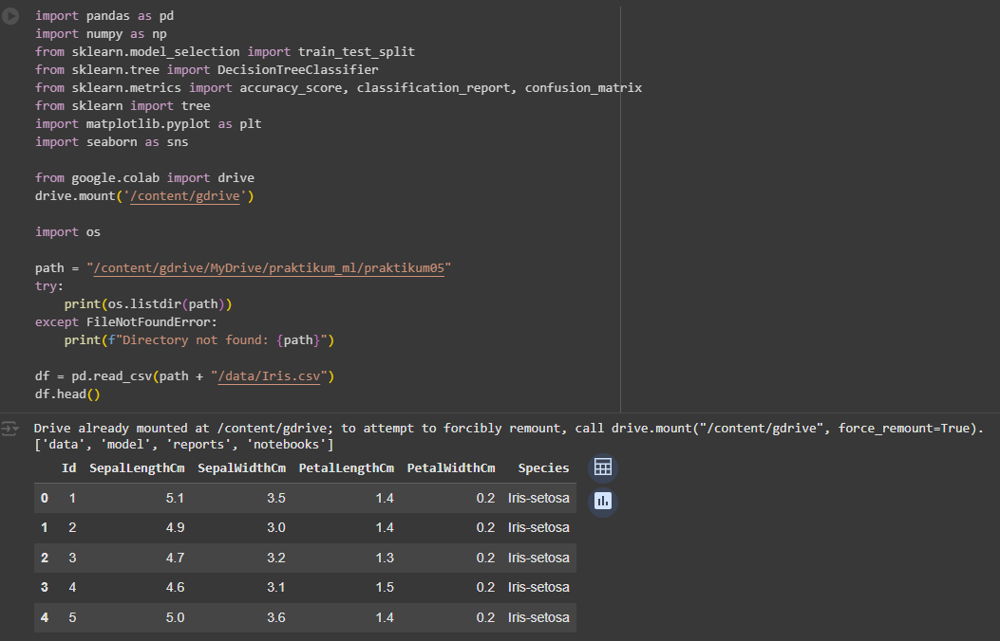 import pandas as pd
import numpy as np
from sklearn.model_selection import train_test_split
from sklearn.tree import DecisionTreeClassifier
from sklearn.metrics import accuracy_score, classification_report, confusion_matrix
from sklearn import tree
import matplotlib.pyplot as plt
import seaborn as sns
from google.colab import drive
drive.mount('/content/gdrive')
import os
path = "/content/gdrive/MyDrive/praktikum_ml/praktikum05"
try:
    print(os.listdir(path))
except FileNotFoundError:
    print(f"Directory not found: {path}")
df = pd.read_csv(path + "/data/Iris.csv")
df.head()
Drive already mounted at /content/gdrive; to attempt to forcibly remount, call drive.mount("/content/gdrive", force_remount=True).
['data', 'model', 'reports', 'notebooks']
Id SepalLengthCm SepalWidthCm PetalLengthCm PetalWidthCm Species
0 1 5.1 3.5 1.4 0.2 Iris-setosa
1 2 4.9 3.0 1.4 0.2 Iris-setosa
2 3 4.7 3.2 1.3 0.2 Iris-setosa
3 4 4.6 3.1 1.5 0.2 Iris-setosa
4 5 5.0 3.6 1.4 0.2 Iris-setosa